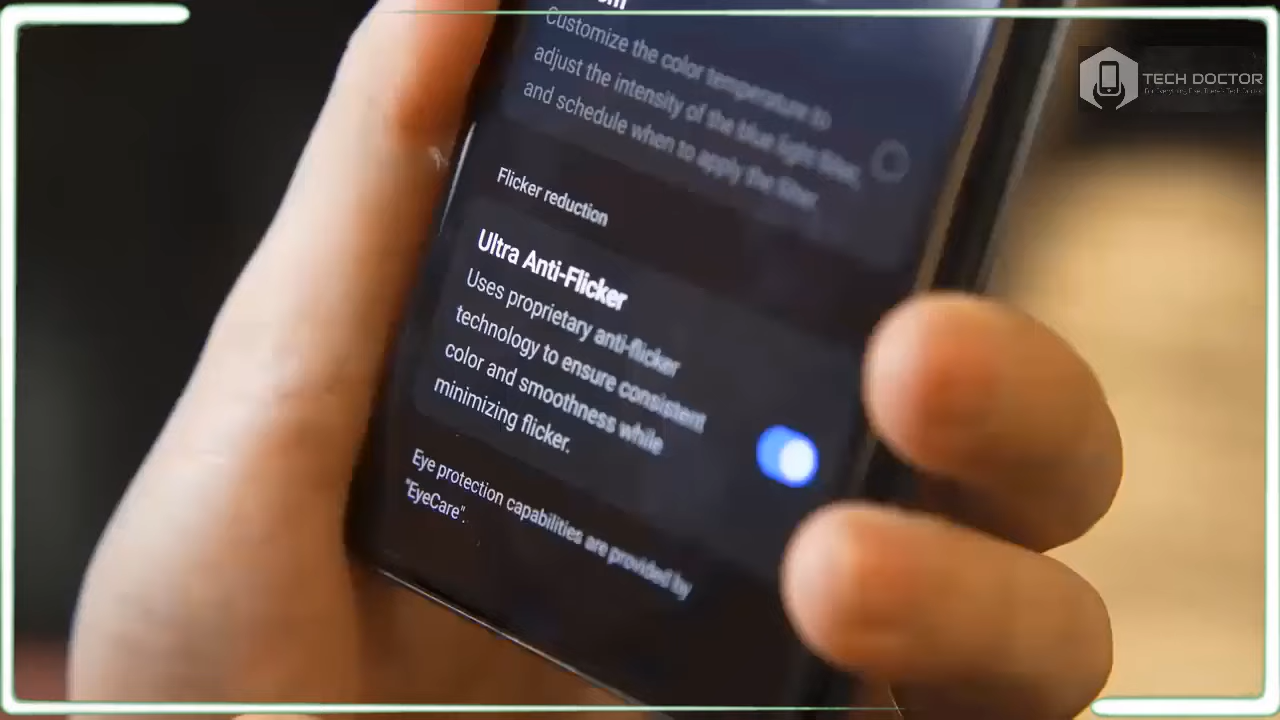 Customize the color temperature to
adjust the intensity of the blue light filter,
and schedule when to apply the filter.
Flicker reduction
Ultra Anti-Flicker
Uses proprietary anti-flicker
technology to ensure consistent
color and smoothness while
minimizing flicker.
Eye protection capabilities are provided by
"EyeCare".
TECH DOCTOR